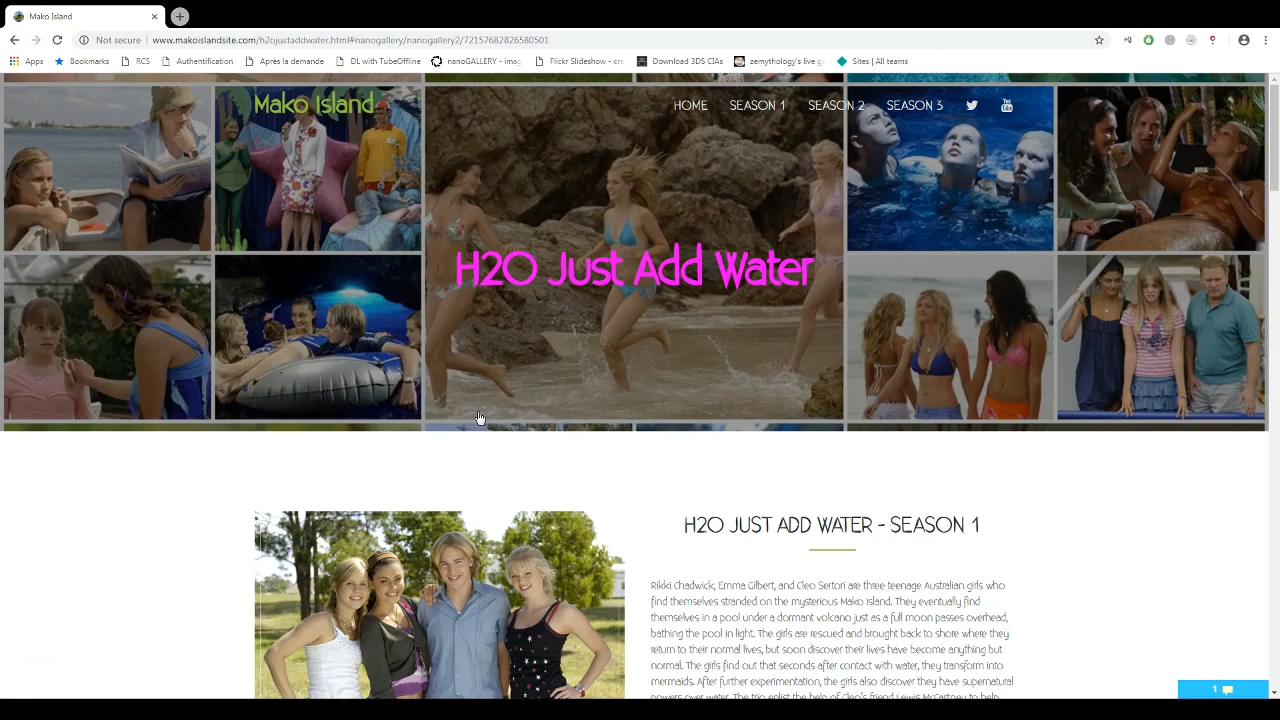 Mako Island
Not secure www.makoislandsite.com/h2ojustaddwater.html#nanogallery/nanogallery2/72157682826580501
Apps Bookmarks RCS Authentification Après la demande DL with TubeOffline nanoGALLERY - imag Flickr Slideshow - cre Download 3DS CIAs zemythology's live g Sites | All teams
Mako Island HOME SEASON 1 SEASON 2 SEASON 3
H2O Just Add Water
H2O JUST ADD WATER - SEASON 1
Rikki Chadwick, Emma Gilbert, and Cleo Sertori are three teenage Australian girls who
find themselves stranded on the mysterious Mako Island. They eventually find
themselves in a pool under a dormant volcano just as a full moon passes overhead,
bathing the pool in light. The girls are rescued and brought back to shore where they
return to their normal lives, but soon discover their lives have become anything but
normal. The girls find out that seconds after contact with water, they transform into
mermaids. After further experimentation, the girls also discover they have supernatural
powers over water. The trio enlist the help of Cleo's friend Lewis McCartney to help
1